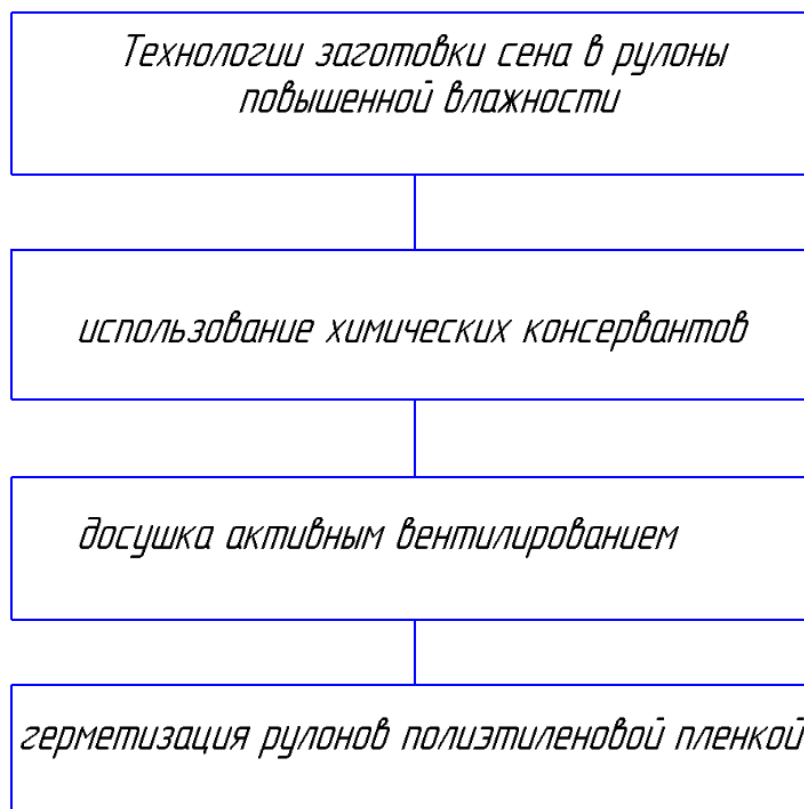 Технологии заготовки сена в рулоны
повышенной влажности
использование химических консервантов
досушка активным вентилированием
герметизация рулонов полиэтиленовой пленкой